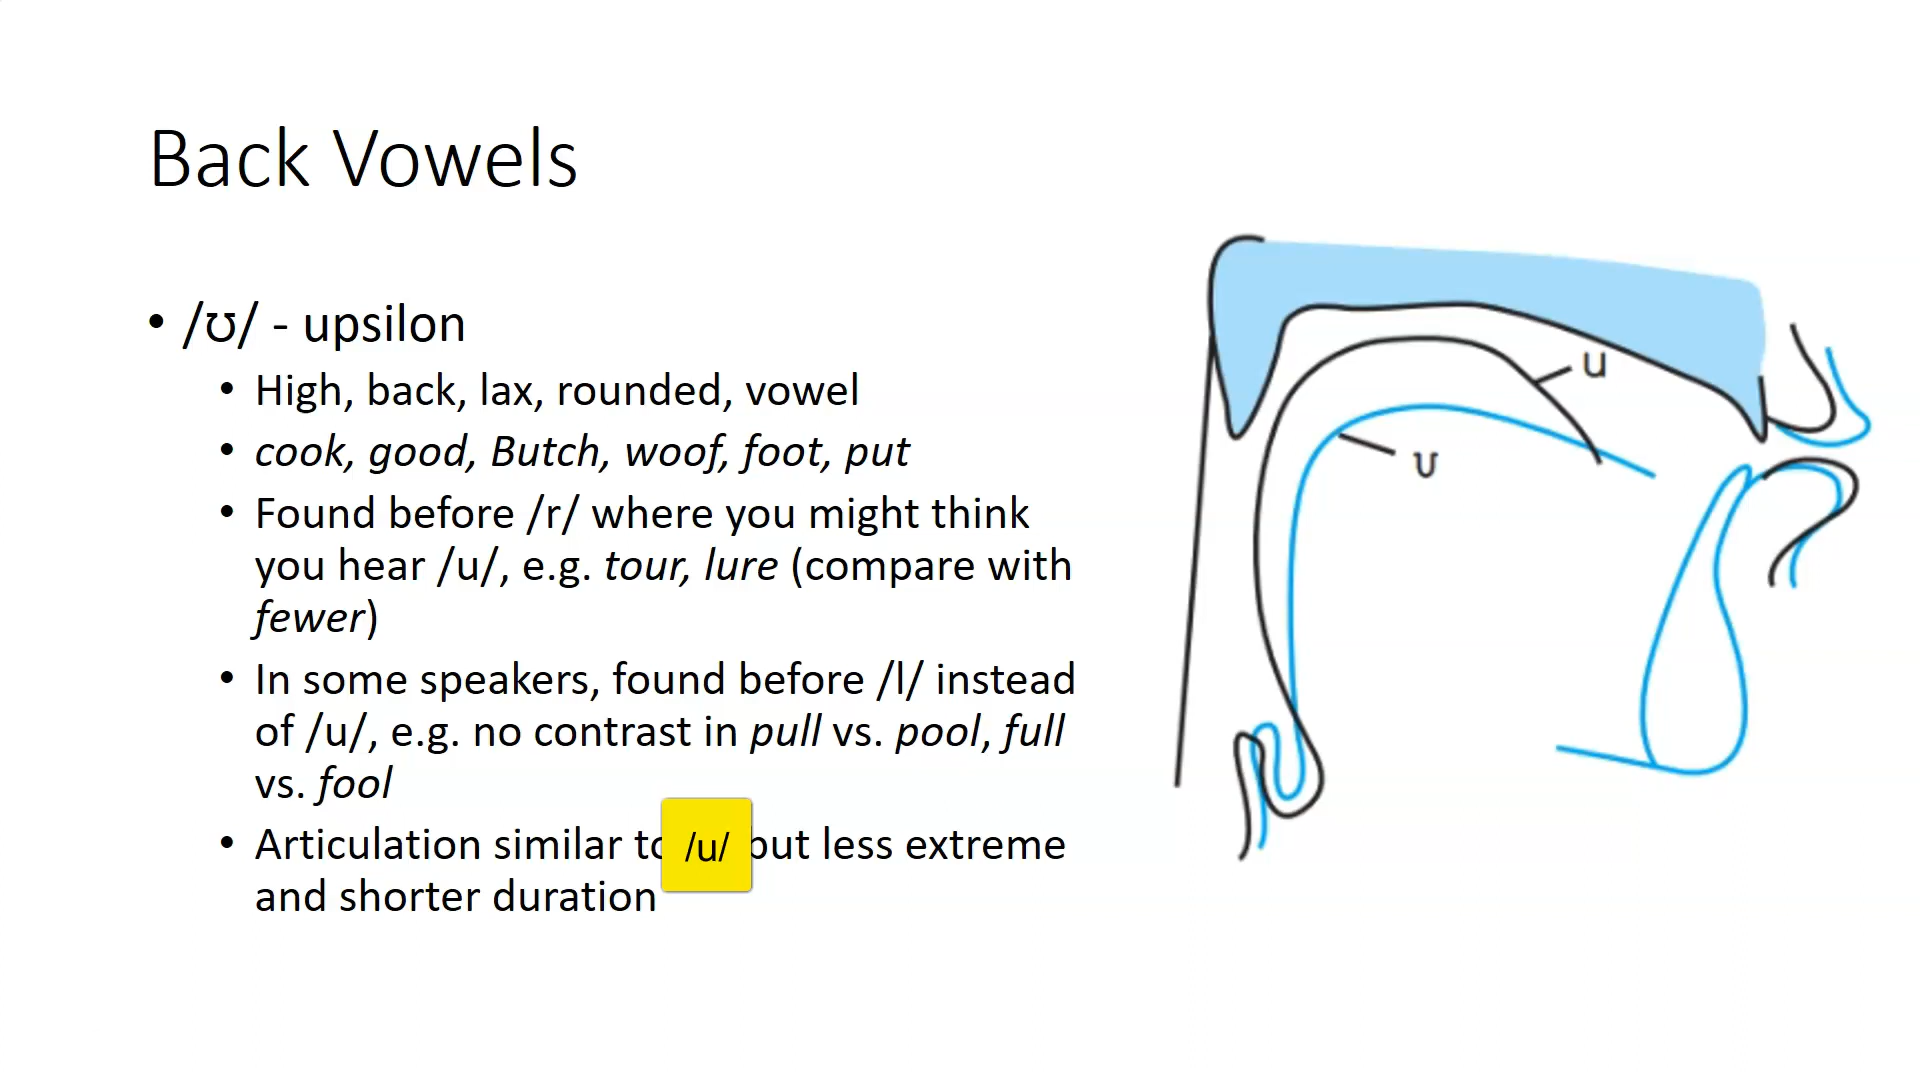 Back Vowels
• /ʊ/ - upsilon
• High, back, lax, rounded, vowel
• cook, good, Butch, woof, foot, put
• Found before /r/ where you might think
you hear /u/, e.g. tour, lure (compare with
fewer)
• In some speakers, found before /l/ instead
of /u/, e.g. no contrast in pull vs. pool, full
vs. fool
• Articulation similar to /u/ but less extreme
and shorter duration
u
ʊ